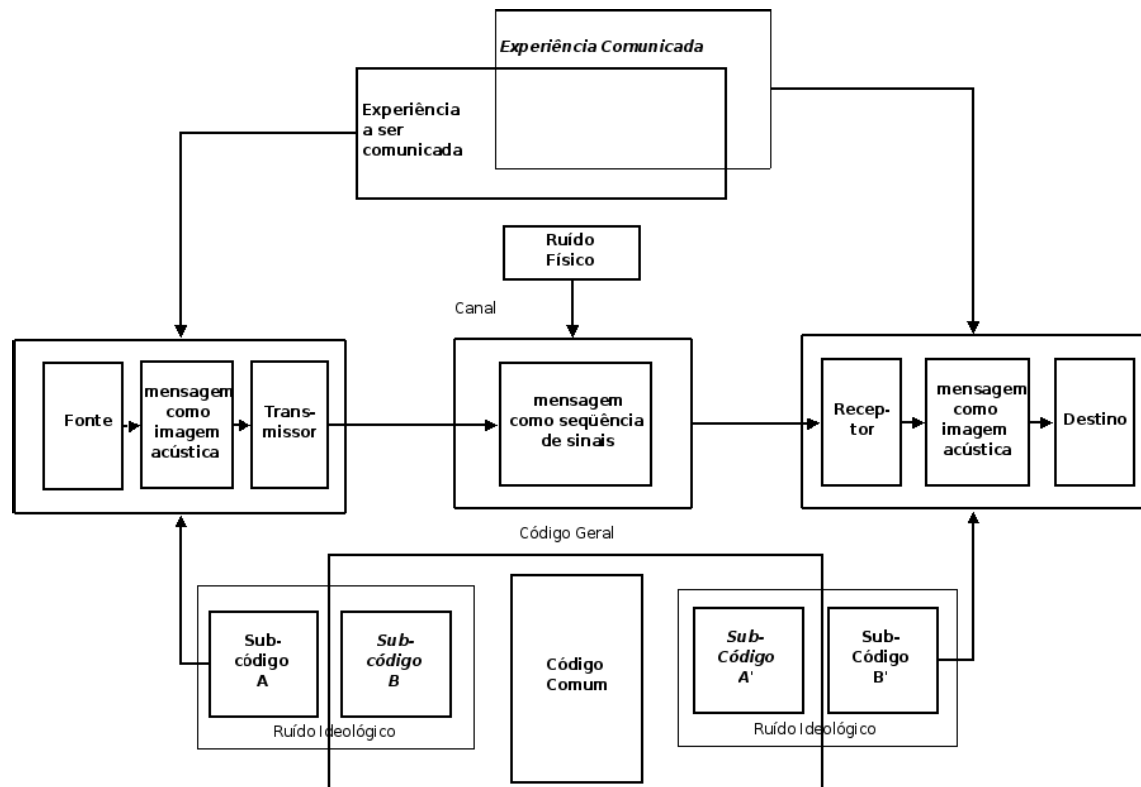 Experiência Comunicada
Experiência
a ser
comunicada
Ruído
Físico
Canal
Fonte
mensagem
como
imagem
acústica
Trans-
missor
mensagem
como seqüência
de sinais
Recep-
tor
mensagem
como
imagem
acústica
Destino
Código Geral
Sub-
código
A
Sub-
código
B
Código
Comum
Sub-
Código
A'
Sub-
Código
B'
Ruído Ideológico
Ruído Ideológico